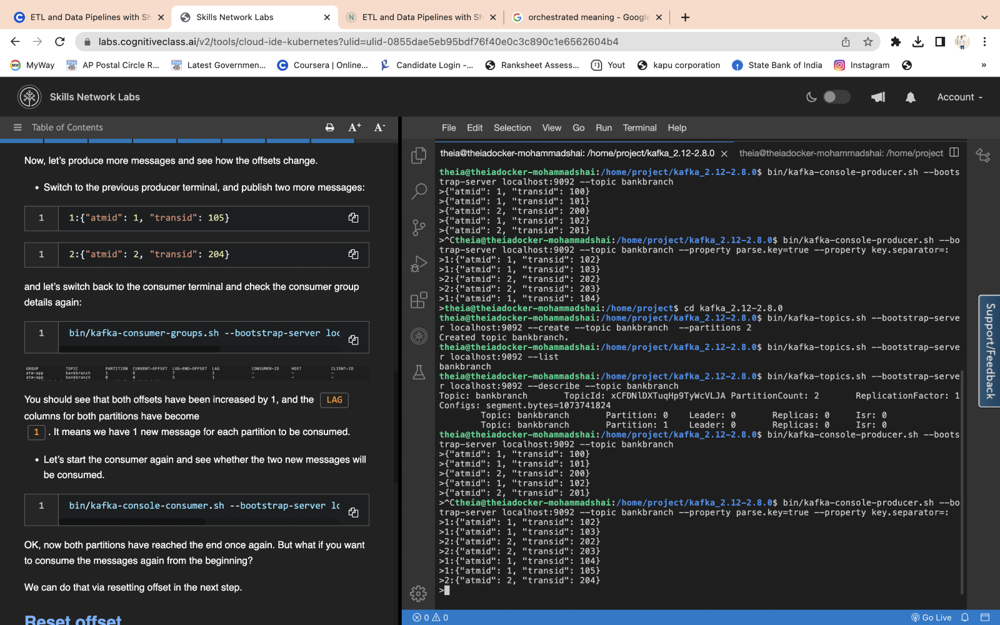 ETL and Data Pipelines with Sh
Skills Network Labs
ETL and Data Pipelines with Sh
orchestrated meaning - Google
labs.cognitiveclass.ai/v2/tools/cloud-ide-kubernetes?ulid=ulid-0855dae5eb95bdf76f40e0c3c890c1e6562604b4
MyWay
AP Postal Circle R...
Latest Governmen...
Coursera | Online...
Candidate Login -...
Ranksheet Assess...
Yout
kapu corporation
State Bank of India
Instagram
»
Skills Network Labs
Account
Table of Contents
A+ A-
Now, let's produce more messages and see how the offsets change.
• Switch to the previous producer terminal, and publish two more messages:
1 1:{"atmid": 1, "transid": 105}
1 2:{"atmid": 2, "transid": 204}
and let's switch back to the consumer terminal and check the consumer group
details again:
1 bin/kafka-consumer-groups.sh --bootstrap-server loc
GROUP TOPIC PARTITION CURRENT-OFFSET LOG-END-OFFSET LAG CONSUMER-ID HOST CLIENT-ID
atm-app bankbranch 1 6 7 1 - - -
atm-app bankbranch 0 4 5 1 - - -
You should see that both offsets have been increased by 1, and the LAG
columns for both partitions have become
1 . It means we have 1 new message for each partition to be consumed.
• Let's start the consumer again and see whether the two new messages will
be consumed.
1 bin/kafka-console-consumer.sh --bootstrap-server lc
OK, now both partitions have reached the end once again. But what if you want
to consume the messages again from the beginning?
We can do that via resetting offset in the next step.
Reset offset
File Edit Selection View Go Run Terminal Help
theia@theiadocker-mohammadshai: /home/project/kafka_2.12-2.8.0
theia@theiadocker-mohammadshai: /home/project
theia@theiadocker-mohammadshai:/home/project/kafka_2.12-2.8.0$ bin/kafka-console-producer.sh --boots
trap-server localhost:9092 --topic bankbranch
>{"atmid": 1, "transid": 100}
>{"atmid": 1, "transid": 101}
>{"atmid": 2, "transid": 200}
>{"atmid": 1, "transid": 102}
>{"atmid": 2, "transid": 201}
>^Ctheia@theiadocker-mohammadshai:/home/project/kafka_2.12-2.8.0$ bin/kafka-console-producer.sh --bo
trap-server localhost:9092 --topic bankbranch --property parse.key=true --property key.separator=:
>1:{"atmid": 1, "transid": 102}
>1:{"atmid": 1, "transid": 103}
>2:{"atmid": 2, "transid": 202}
>2:{"atmid": 2, "transid": 203}
>1:{"atmid": 1, "transid": 104}
>theia@theiadocker-mohammadshai:/home/project$ cd kafka_2.12-2.8.0
theia@theiadocker-mohammadshai:/home/project/kafka_2.12-2.8.0$ bin/kafka-topics.sh --bootstrap-serve
r localhost:9092 --create --topic bankbranch  --partitions 2
Created topic bankbranch.
theia@theiadocker-mohammadshai:/home/project/kafka_2.12-2.8.0$ bin/kafka-topics.sh --bootstrap-serve
r localhost:9092 --list
bankbranch
theia@theiadocker-mohammadshai:/home/project/kafka_2.12-2.8.0$ bin/kafka-topics.sh --bootstrap-serve
r localhost:9092 --describe --topic bankbranch
Topic: bankbranch TopicId: xCFDNlDXTuqHp9TyWcVLJA PartitionCount: 2 ReplicationFactor: 1
Configs: segment.bytes=1073741824
Topic: bankbranch Partition: 0 Leader: 0 Replicas: 0 Isr: 0
Topic: bankbranch Partition: 1 Leader: 0 Replicas: 0 Isr: 0
theia@theiadocker-mohammadshai:/home/project/kafka_2.12-2.8.0$ bin/kafka-console-producer.sh --boots
trap-server localhost:9092 --topic bankbranch
>{"atmid": 1, "transid": 100}
>{"atmid": 1, "transid": 101}
>{"atmid": 2, "transid": 200}
>{"atmid": 1, "transid": 102}
>{"atmid": 2, "transid": 201}
>^Ctheia@theiadocker-mohammadshai:/home/project/kafka_2.12-2.8.0$ bin/kafka-console-producer.sh --bo
trap-server localhost:9092 --topic bankbranch --property parse.key=true --property key.separator=:
>1:{"atmid": 1, "transid": 102}
>1:{"atmid": 1, "transid": 103}
>2:{"atmid": 2, "transid": 202}
>2:{"atmid": 2, "transid": 203}
>1:{"atmid": 1, "transid": 104}
>1:{"atmid": 1, "transid": 105}
>2:{"atmid": 2, "transid": 204}
>
Support/Feedback
0 0
Go Live